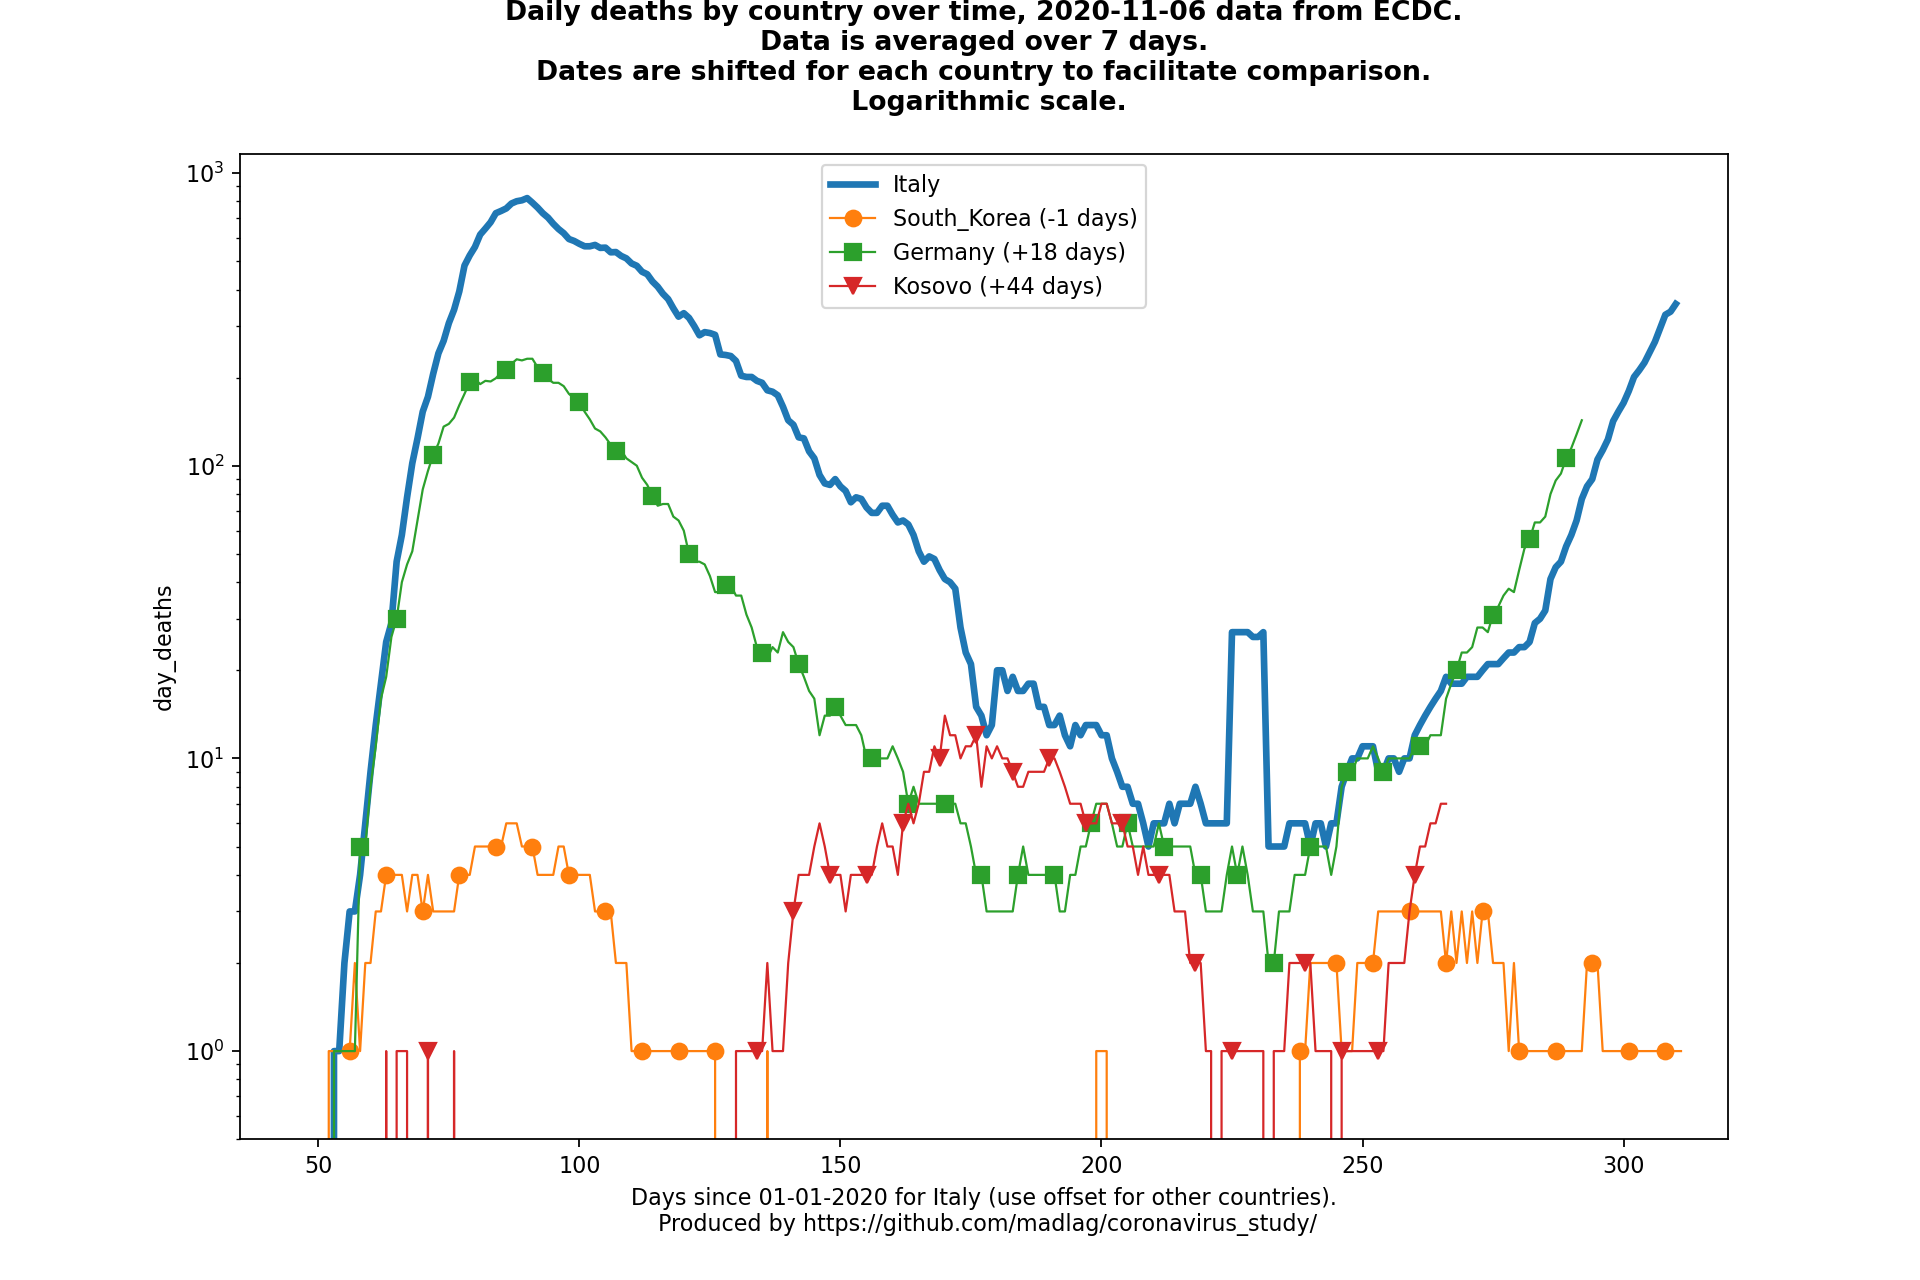 Daily deaths by country over time, 2020-11-06 data from ECDC.
Data is averaged over 7 days.
Dates are shifted for each country to facilitate comparison.
Logarithmic scale.
10³
10²
10¹
10⁰
day_deaths
Italy
South_Korea (-1 days)
Germany (+18 days)
Kosovo (+44 days)
50 100 150 200 250 300
Days since 01-01-2020 for Italy (use offset for other countries).
Produced by https://github.com/madlag/coronavirus_study/